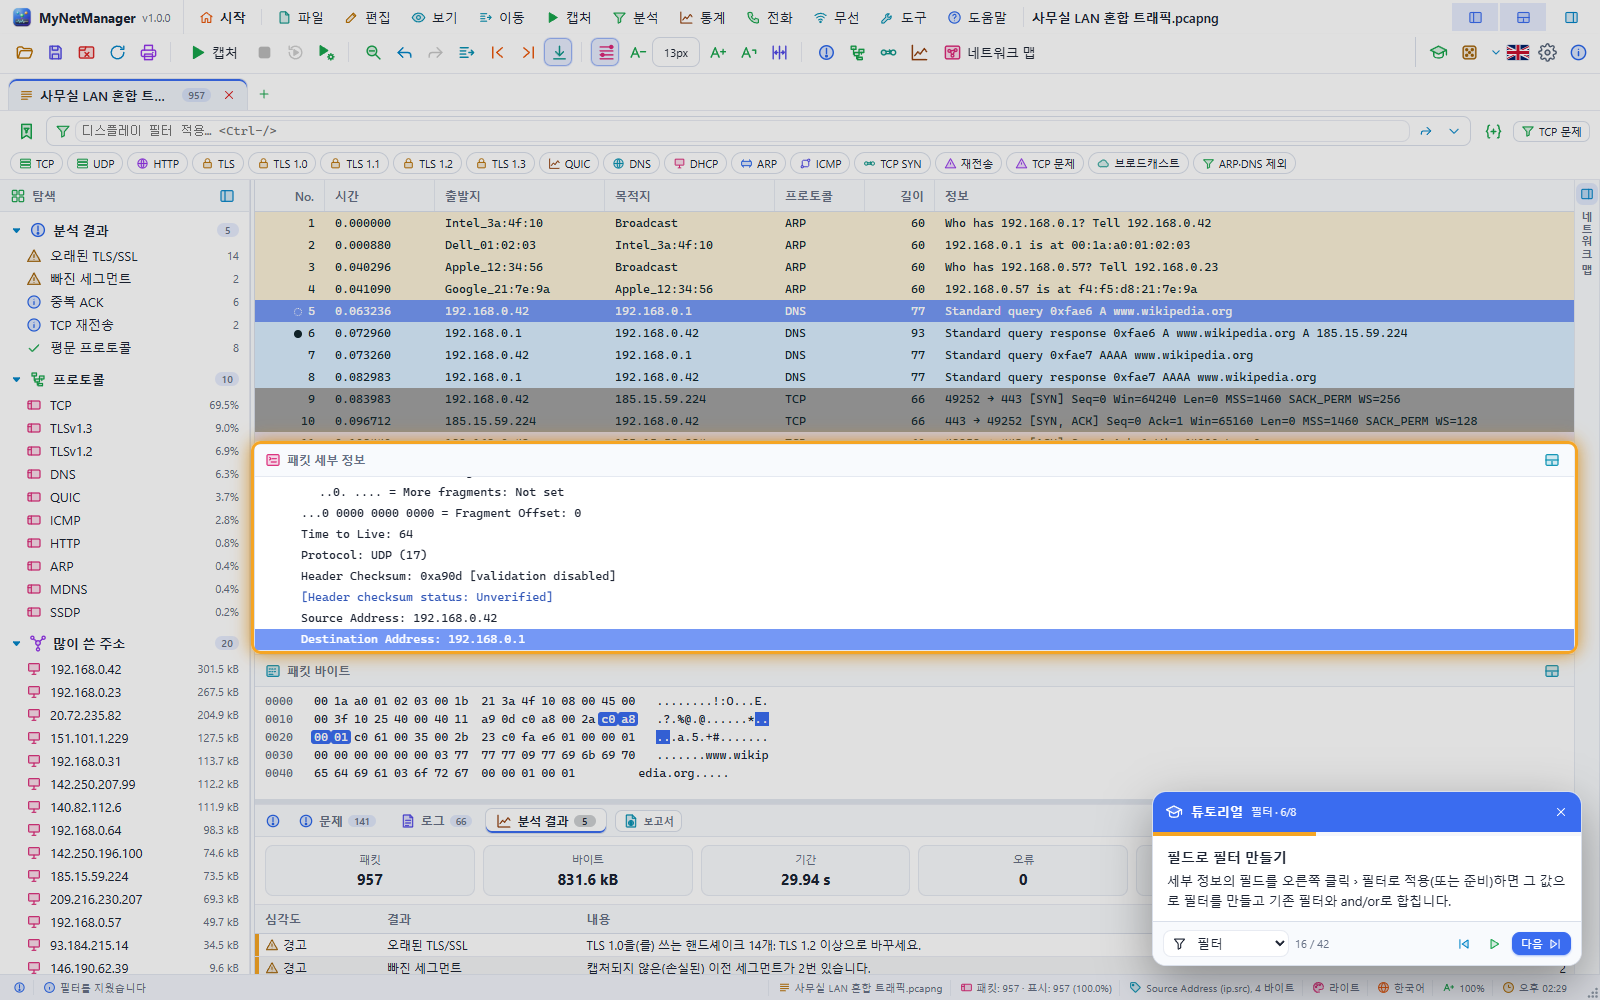 MyNetManager v1.0.0 시작 파일 편집 보기 이동 캡처 분석 통계 전화 무선 도구 도움말 사무실 LAN 혼합 트래픽.pcapng
캡처 A− 13px A+ A 네트워크 맵
사무실 LAN 혼합 트... 957
디스플레이 필터 적용… <Ctrl-/> TCP 문제
TCP UDP HTTP TLS TLS 1.0 TLS 1.1 TLS 1.2 TLS 1.3 QUIC DNS DHCP ARP ICMP TCP SYN 재전송 TCP 문제 브로드캐스트 ARP·DNS 제외
탐색
분석 결과 5
오래된 TLS/SSL 14
빠진 세그먼트 2
중복 ACK 6
TCP 재전송 2
평문 프로토콜 8
프로토콜 10
TCP 69.5%
TLSv1.3 9.0%
TLSv1.2 6.9%
DNS 6.3%
QUIC 3.7%
ICMP 2.8%
HTTP 0.8%
ARP 0.4%
MDNS 0.4%
SSDP 0.2%
많이 쓴 주소 20
192.168.0.42 301.5 kB
192.168.0.23 267.5 kB
20.72.235.82 204.9 kB
151.101.1.229 127.5 kB
192.168.0.31 113.7 kB
142.250.207.99 112.2 kB
140.82.112.6 111.9 kB
192.168.0.64 98.3 kB
142.250.196.100 74.6 kB
185.15.59.224 73.5 kB
209.216.230.207 69.3 kB
192.168.0.57 49.7 kB
93.184.215.14 34.5 kB
146.190.62.39 9.6 kB
No. 시간 출발지 목적지 프로토콜 길이 정보
1 0.000000 Intel_3a:4f:10 Broadcast ARP 60 Who has 192.168.0.1? Tell 192.168.0.42
2 0.000880 Dell_01:02:03 Intel_3a:4f:10 ARP 60 192.168.0.1 is at 00:1a:a0:01:02:03
3 0.040296 Apple_12:34:56 Broadcast ARP 60 Who has 192.168.0.57? Tell 192.168.0.23
4 0.041090 Google_21:7e:9a Apple_12:34:56 ARP 60 192.168.0.57 is at f4:f5:d8:21:7e:9a
5 0.063236 192.168.0.42 192.168.0.1 DNS 77 Standard query 0xfae6 A www.wikipedia.org
6 0.072960 192.168.0.1 192.168.0.42 DNS 93 Standard query response 0xfae6 A www.wikipedia.org A 185.15.59.224
7 0.073260 192.168.0.42 192.168.0.1 DNS 77 Standard query 0xfae7 AAAA www.wikipedia.org
8 0.082983 192.168.0.1 192.168.0.42 DNS 77 Standard query response 0xfae7 AAAA www.wikipedia.org
9 0.083983 192.168.0.42 185.15.59.224 TCP 66 49252 → 443 [SYN] Seq=0 Win=64240 Len=0 MSS=1460 SACK_PERM WS=256
10 0.096712 185.15.59.224 192.168.0.42 TCP 66 443 → 49252 [SYN, ACK] Seq=0 Ack=1 Win=65160 Len=0 MSS=1460 SACK_PERM WS=128
패킷 세부 정보
..0. .... = More fragments: Not set
...0 0000 0000 0000 = Fragment Offset: 0
Time to Live: 64
Protocol: UDP (17)
Header Checksum: 0xa90d [validation disabled]
[Header checksum status: Unverified]
Source Address: 192.168.0.42
Destination Address: 192.168.0.1
패킷 바이트
0000 00 1a a0 01 02 03 00 1b 21 3a 4f 10 08 00 45 00 ........!:O...E.
0010 00 3f 10 25 40 00 40 11 a9 0d c0 a8 00 2a c0 a8 .?.%@.@......*..
0020 00 01 c0 61 00 35 00 2b 23 c0 fa e6 01 00 00 01 ...a.5.+#.......
0030 00 00 00 00 00 00 03 77 77 77 09 77 69 6b 69 70 .......www.wikip
0040 65 64 69 61 03 6f 72 67 00 00 01 00 01 edia.org.....
문제 141 로그 66 분석 결과 5 보고서
패킷 957
바이트 831.6 kB
기간 29.94 s
오류 0
심각도 결과 내용
경고 오래된 TLS/SSL TLS 1.0을(를) 쓰는 핸드셰이크 14개: TLS 1.2 이상으로 바꾸세요.
경고 빠진 세그먼트 캡처되지 않은(손실된) 이전 세그먼트가 2번 있습니다. 2
네트워크 맵
튜토리얼 필터 · 6/8
필드로 필터 만들기
세부 정보의 필드를 오른쪽 클릭 › 필터로 적용(또는 준비)하면 그 값으
로 필터를 만들고 기존 필터와 and/or로 합칩니다.
필터 16 / 42 다음
필터를 지웠습니다 사무실 LAN 혼합 트래픽.pcapng 패킷: 957 · 표시: 957 (100.0%) Source Address (ip.src), 4 바이트 라이트 한국어 100% 오후 02:29